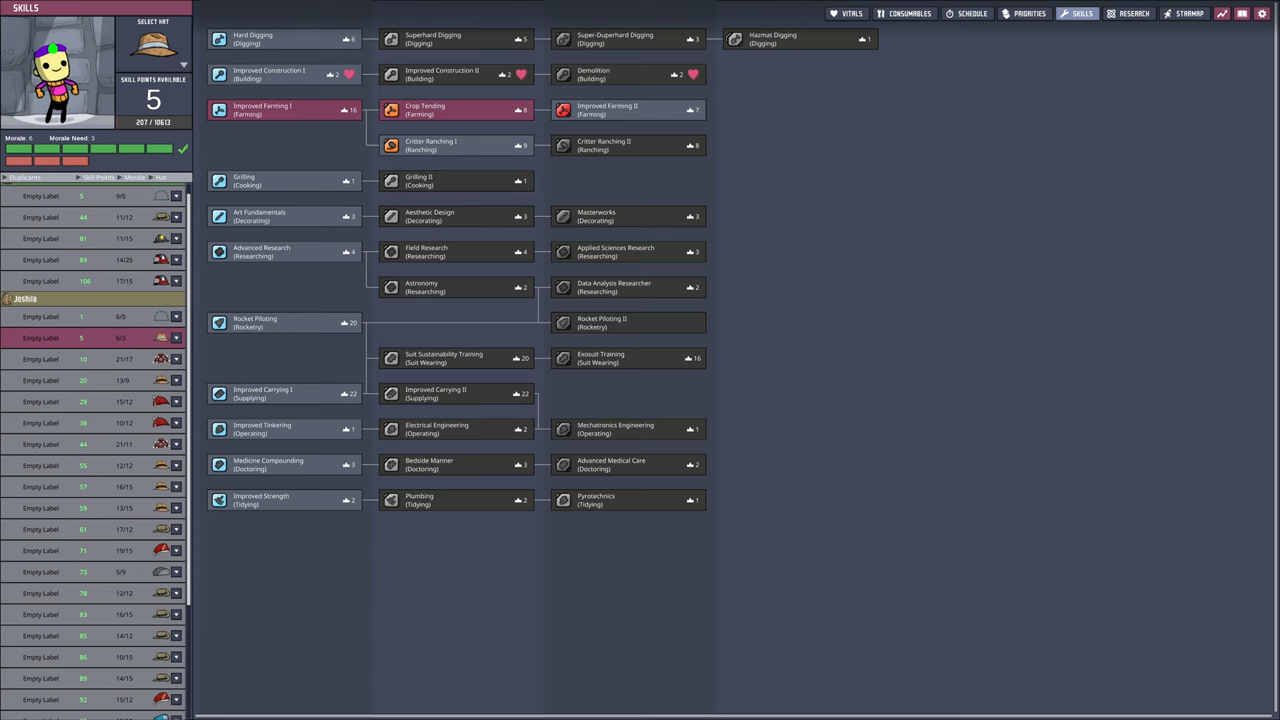 SKILLS
VITALS
CONSUMABLES
SCHEDULE
PRIORITIES
SKILLS
RESEARCH
STARMAP
SELECT HAT
SKILL POINTS
AVAILABLE
5
207 / 10613
Morale: 6 Morale Need: 3
Duplicants Skill Points Morale Hat
Empty Label 5 9/0
Empty Label 44 11/12
Empty Label 81 11/15
Empty Label 89 14/25
Empty Label 106 17/15
Joshila
Empty Label 1 6/0
Empty Label 5 6/3
Empty Label 10 21/17
Empty Label 20 13/9
Empty Label 29 15/12
Empty Label 38 10/12
Empty Label 44 21/11
Empty Label 55 12/12
Empty Label 57 16/15
Empty Label 59 13/15
Empty Label 61 17/12
Empty Label 71 19/15
Empty Label 73 5/9
Empty Label 78 12/12
Empty Label 83 16/15
Empty Label 85 14/12
Empty Label 86 10/15
Empty Label 89 14/15
Empty Label 92 15/12
Hard Digging
(Digging) 6
Superhard Digging
(Digging) 5
Super-Duperhard Digging
(Digging) 3
Hazmat Digging
(Digging) 1
Improved Construction I
(Building) 2
Improved Construction II
(Building) 2
Demolition
(Building) 2
Improved Farming I
(Farming) 16
Crop Tending
(Farming) 8
Improved Farming II
(Farming) 7
Critter Ranching I
(Ranching) 9
Critter Ranching II
(Ranching) 8
Grilling
(Cooking) 1
Grilling II
(Cooking) 1
Art Fundamentals
(Decorating) 3
Aesthetic Design
(Decorating) 3
Masterworks
(Decorating) 3
Advanced Research
(Researching) 4
Field Research
(Researching) 4
Applied Sciences Research
(Researching) 3
Astronomy
(Researching) 2
Data Analysis Researcher
(Researching) 2
Rocket Piloting
(Rocketry) 20
Rocket Piloting II
(Rocketry)
Suit Sustainability Training
(Suit Wearing) 20
Exosuit Training
(Suit Wearing) 16
Improved Carrying I
(Supplying) 22
Improved Carrying II
(Supplying) 22
Improved Tinkering
(Operating) 1
Electrical Engineering
(Operating) 2
Mechatronics Engineering
(Operating) 1
Medicine Compounding
(Doctoring) 3
Bedside Manner
(Doctoring) 3
Advanced Medical Care
(Doctoring) 2
Improved Strength
(Tidying) 2
Plumbing
(Tidying) 2
Pyrotechnics
(Tidying) 1